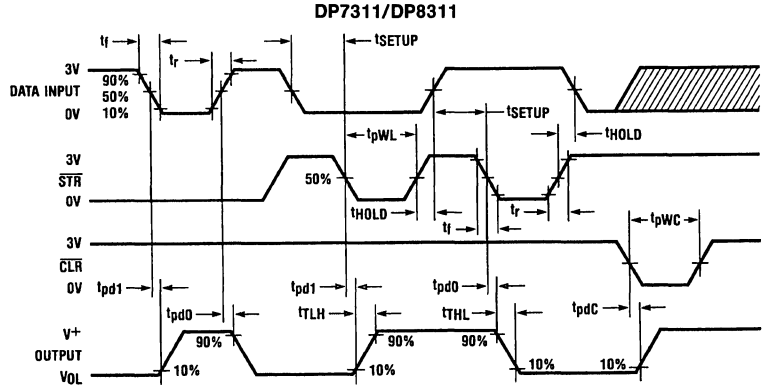 DP7311/DP8311
tf
tr
tSETUP
3V
DATA INPUT
0V
90%
50%
10%
tSETUP
tpWL
tHOLD
3V
STR
0V
50%
tHOLD
tf
tr
tpWC
3V
CLR
0V
tpd1
tpd0
tpd1
tTLH
tpd0
tTHL
tpdC
V+
OUTPUT
VOL
10%
90%
10%
90%
90%
10%
10%